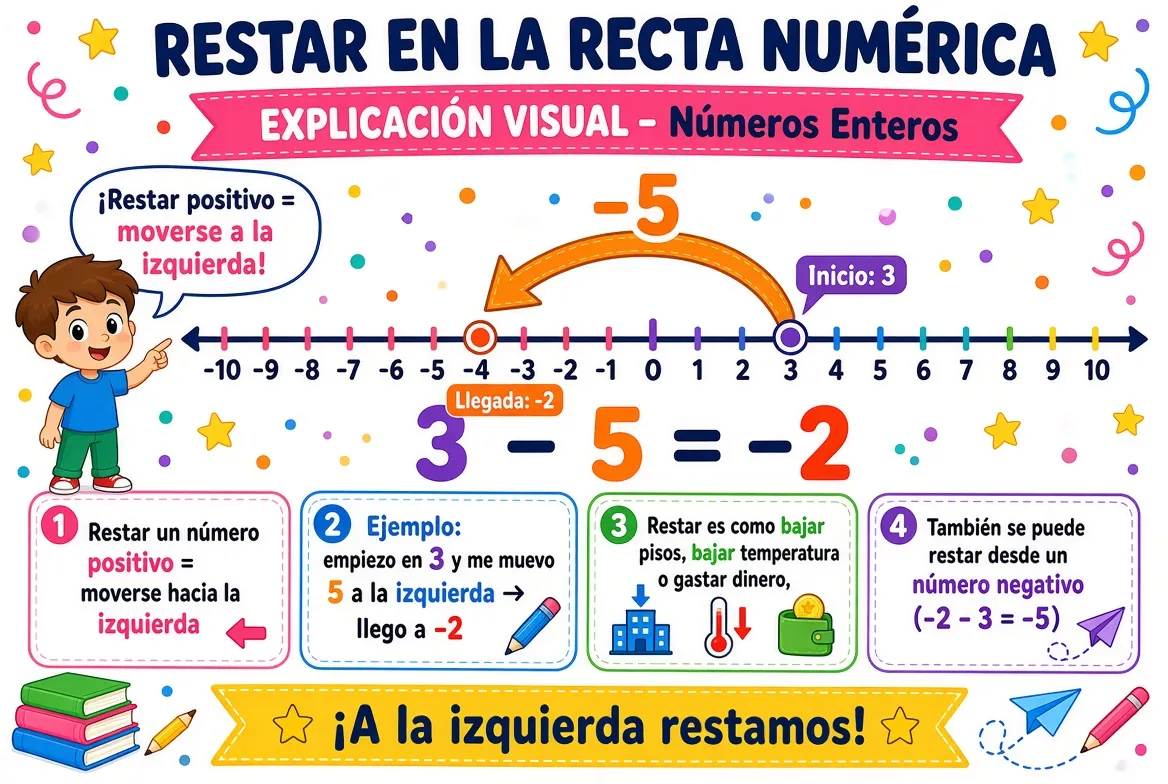 RESTAR EN LA RECTA NUMÉRICA
EXPLICACIÓN VISUAL - Números Enteros
¡Restar positivo =
moverse a la
izquierda!
-5
Inicio: 3
-10 -9 -8 -7 -6 -5 -4 -3 -2 -1 0 1 2 3 4 5 6 7 8 9 10
Llegada: -2
3 - 5 = -2
1 Restar un número
positivo =
moverse hacia la
izquierda
2 Ejemplo:
empiezo en 3 y me muevo
5 a la izquierda →
llego a -2
3 Restar es como bajar
pisos, bajar temperatura
o gastar dinero,
4 También se puede
restar desde un
número negativo
(-2 - 3 = -5)
¡A la izquierda restamos!